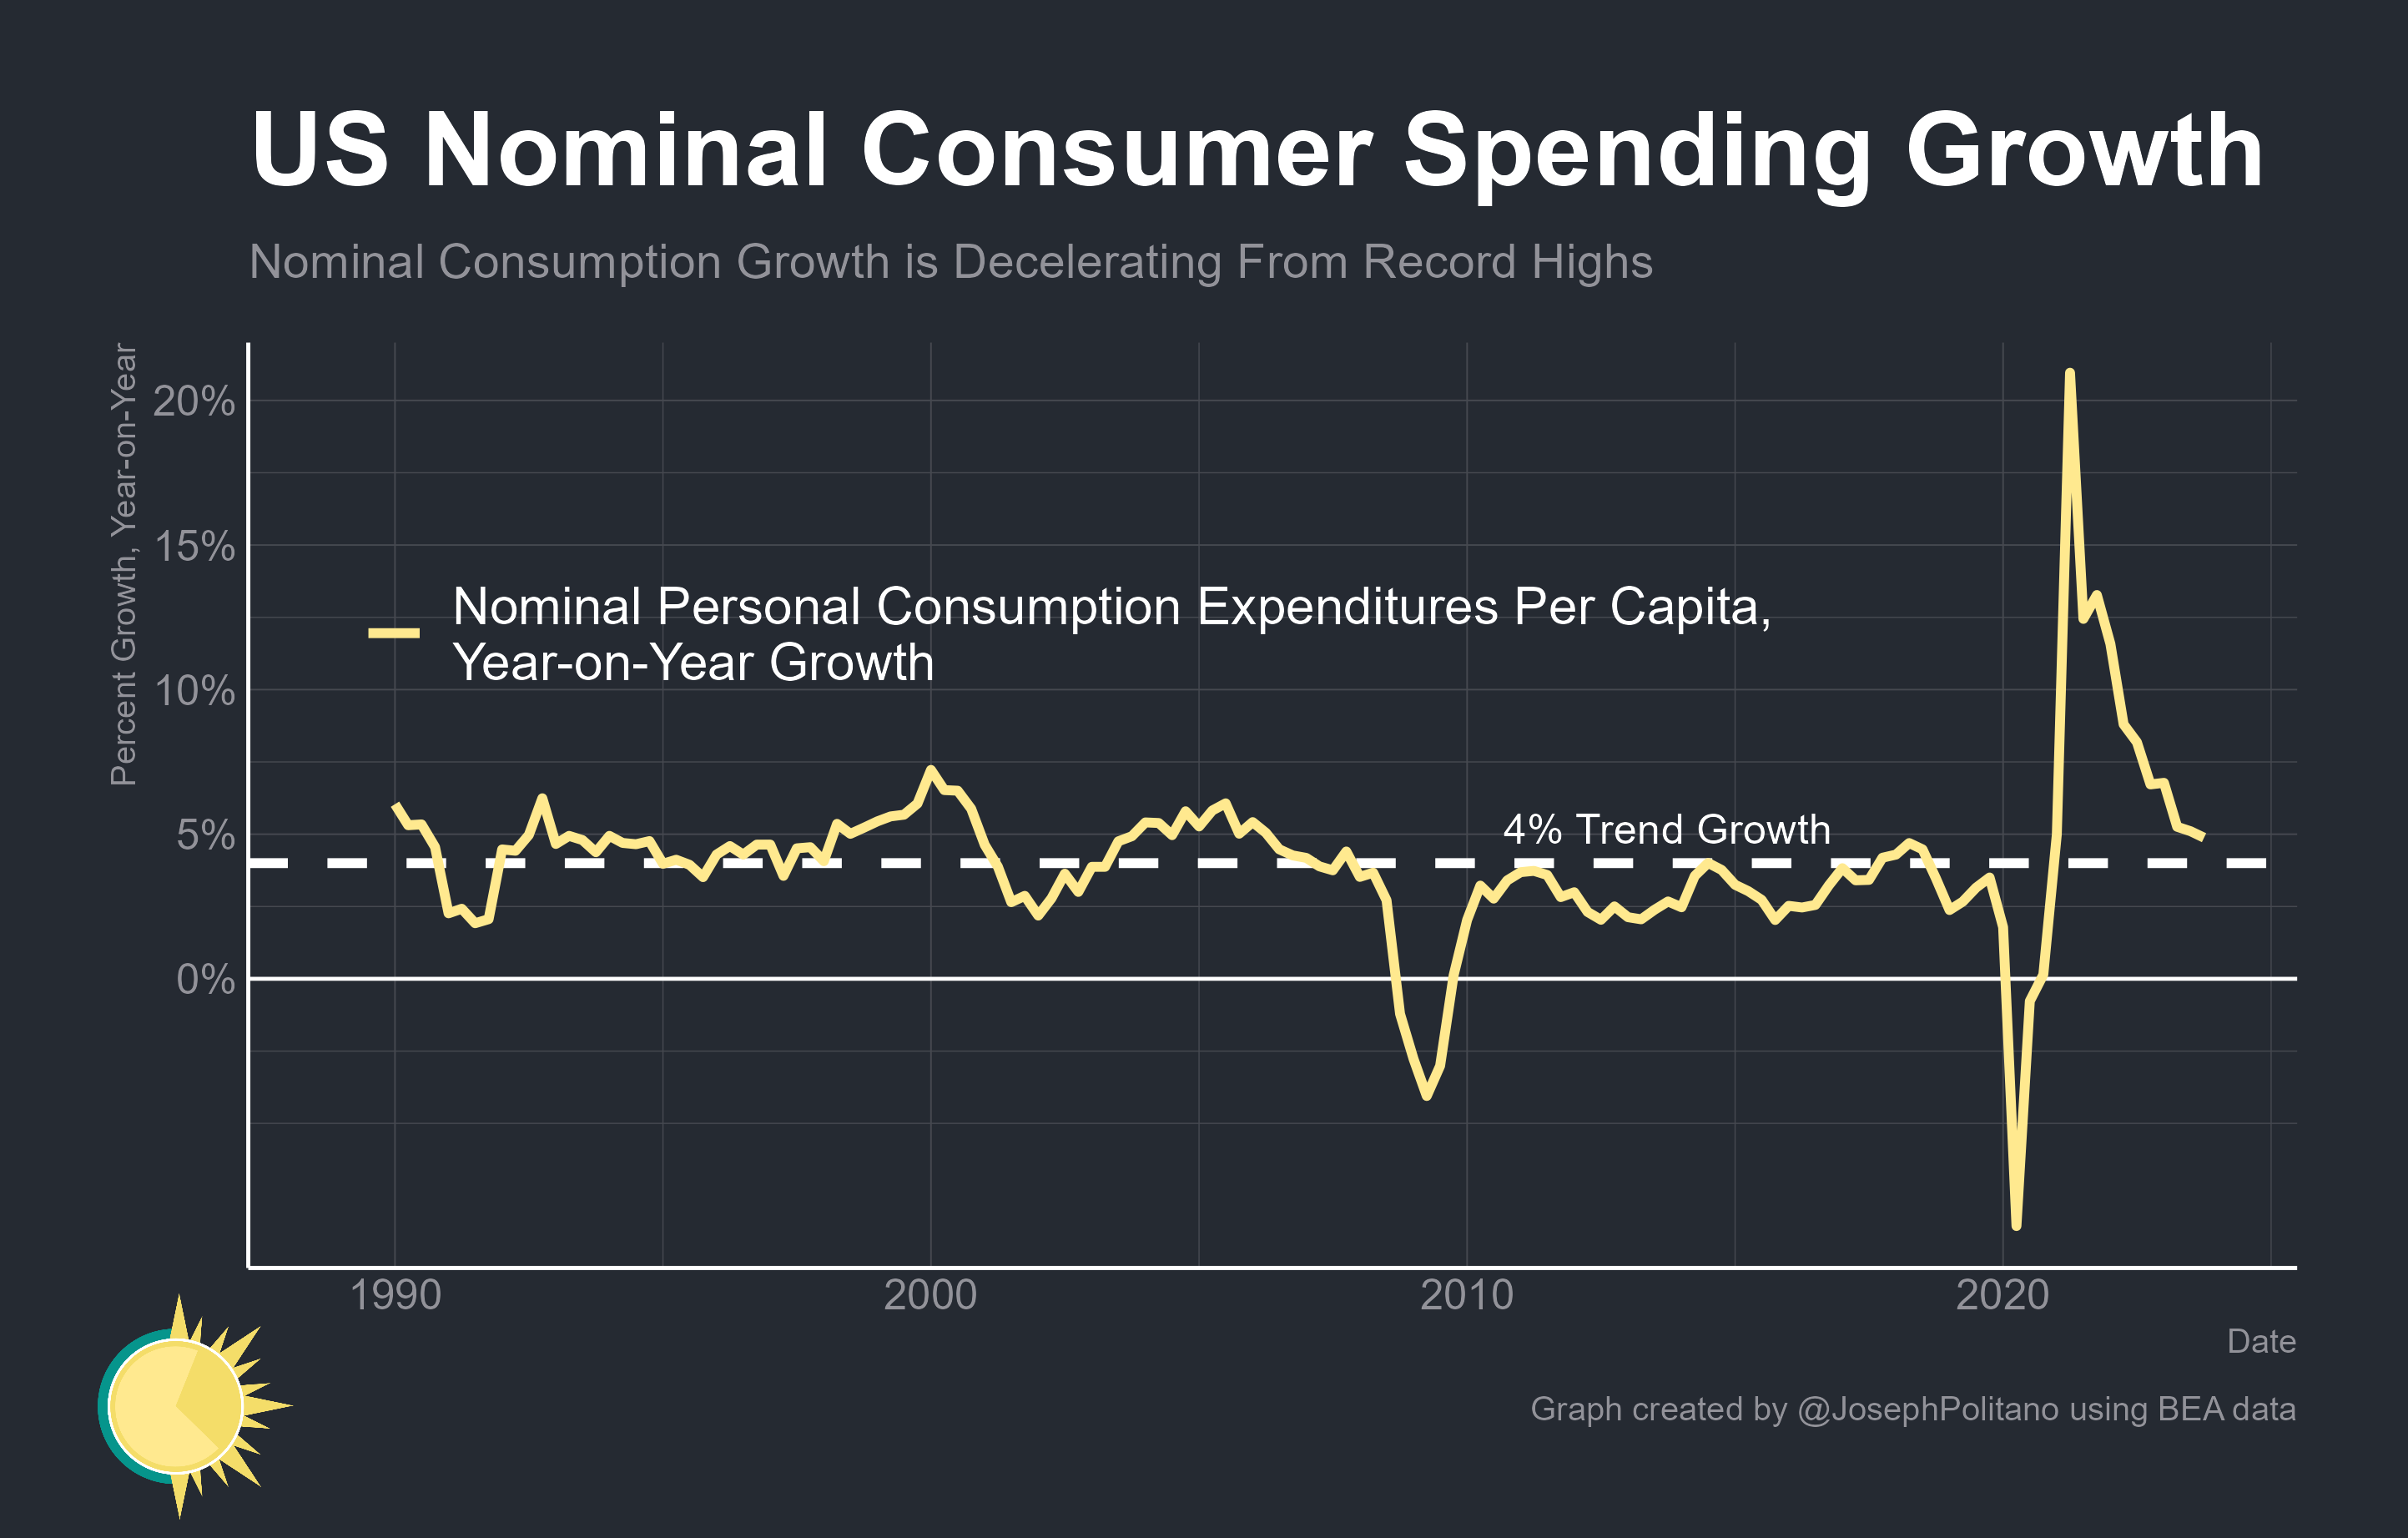 US Nominal Consumer Spending Growth
Nominal Consumption Growth is Decelerating From Record Highs
Percent Growth, Year-on-Year
20%
15%
Nominal Personal Consumption Expenditures Per Capita,
Year-on-Year Growth
10%
5%
4% Trend Growth
0%
1990
2000
2010
2020
Date
Graph created by @JosephPolitano using BEA data